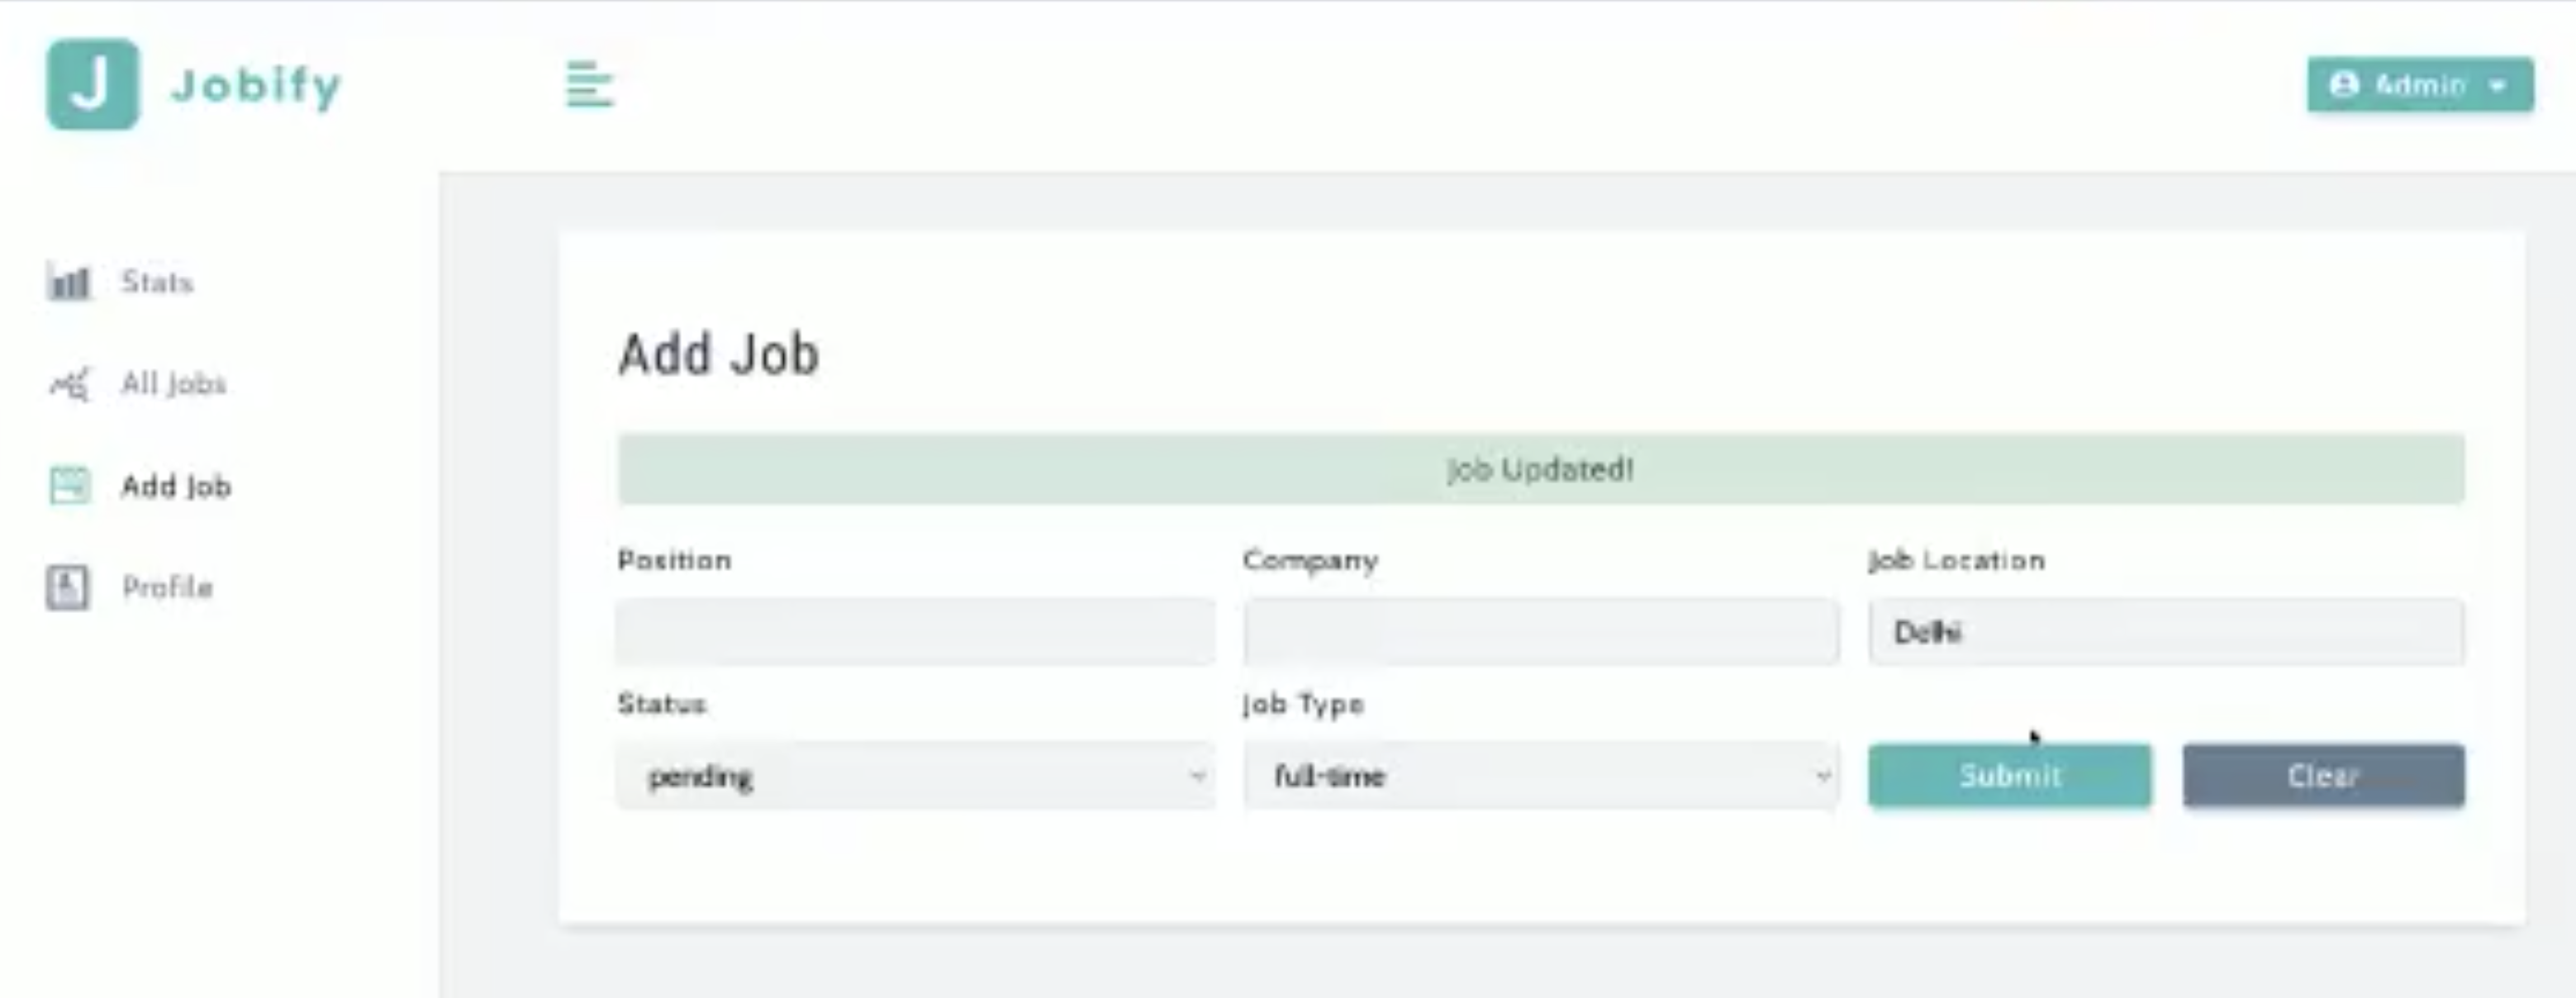 J Jobify
Admin
Stats
All Jobs
Add Job
Profile
Add Job
Job Updated!
Position
Company
Job Location
Delhi
Status
Job Type
pending
full-time
Submit
Clear